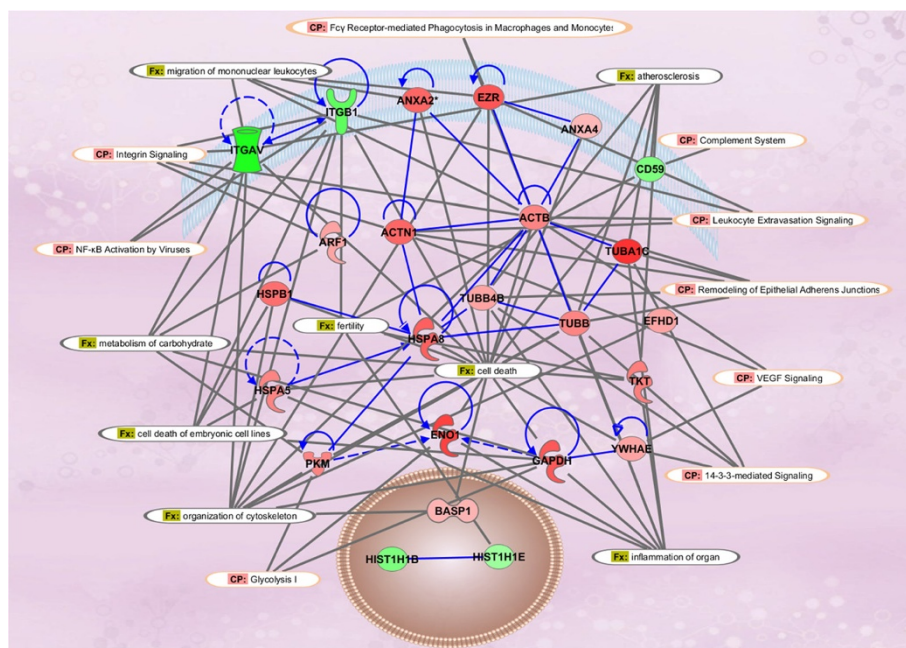 CP: Fcγ Receptor-mediated Phagocytosis in Macrophages and Monocytes
Fx: migration of mononuclear leukocytes
Fx: atherosclerosis
ITGB1
ANXA2*
EZR
ANXA4
CP: Complement System
CP: Integrin Signaling
ITGAV
CD59
CP: Leukocyte Extravasation Signaling
ARF1
ACTN1
ACTB
CP: NF-κB Activation by Viruses
TUBA1C
HSPB1
TUBB4B
CP: Remodeling of Epithelial Adherens Junctions
Fx: fertility
TUBB
EFHD1
Fx: metabolism of carbohydrate
HSPA8
Fx: cell death
CP: VEGF Signaling
HSPA5
TKT
Fx: cell death of embryonic cell lines
ENO1
PKM
GAPDH
YWHAE
CP: 14-3-3-mediated Signaling
Fx: organization of cytoskeleton
BASP1
HIST1H1B
HIST1H1E
Fx: inflammation of organ
CP: Glycolysis I